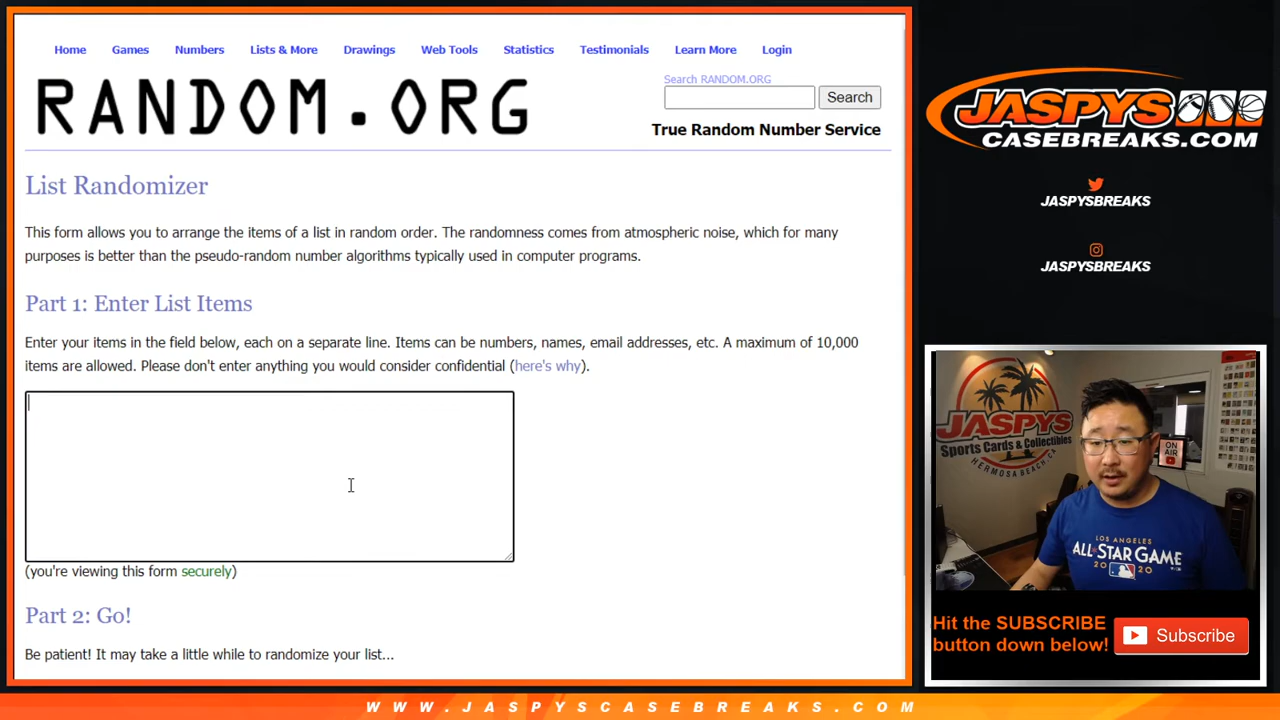 Home Games Numbers Lists & More Drawings Web Tools Statistics Testimonials Learn More Login
RANDOM.ORG
Search RANDOM.ORG
Search
True Random Number Service
List Randomizer
This form allows you to arrange the items of a list in random order. The randomness comes from atmospheric noise, which for many
purposes is better than the pseudo-random number algorithms typically used in computer programs.
Part 1: Enter List Items
Enter your items in the field below, each on a separate line. Items can be numbers, names, email addresses, etc. A maximum of 10,000
items are allowed. Please don't enter anything you would consider confidential (here's why).
(you're viewing this form securely)
Part 2: Go!
Be patient! It may take a little while to randomize your list...
JASPYS
CASEBREAKS.COM
JASPYSBREAKS
JASPYSBREAKS
JASPYS
Sports Cards & Collectibles
HERMOSA BEACH-CA
ON
AIR
LOS ANGELES
ALL-STAR GAME
2020
Hit the SUBSCRIBE
button down below!
Subscribe
WWW.JASPYSCASEBREAKS.COM